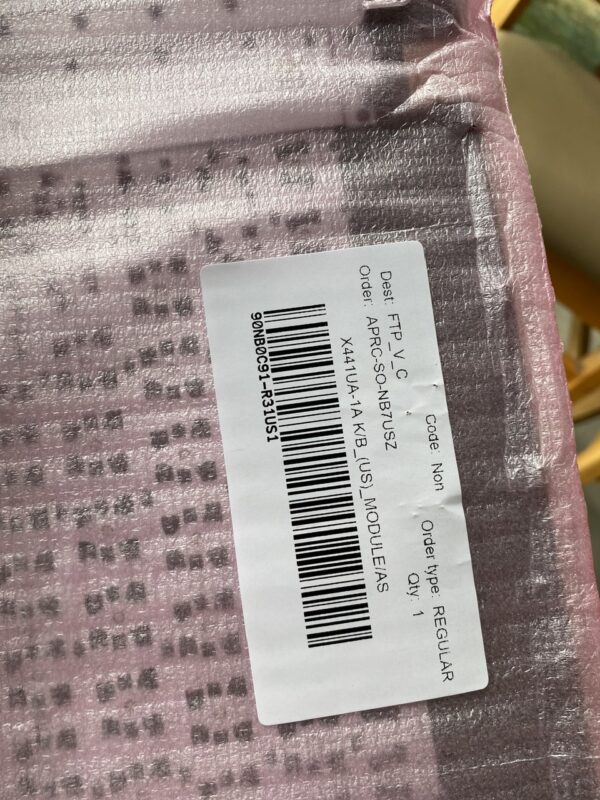 Dest: FTP_V_C Code: Non Order type: REGULAR
Order: APRC-SO-NB7USZ Qty: 1
X441UA-1A K/B_(US)_MODULE/AS
90NB0C91-R31US1